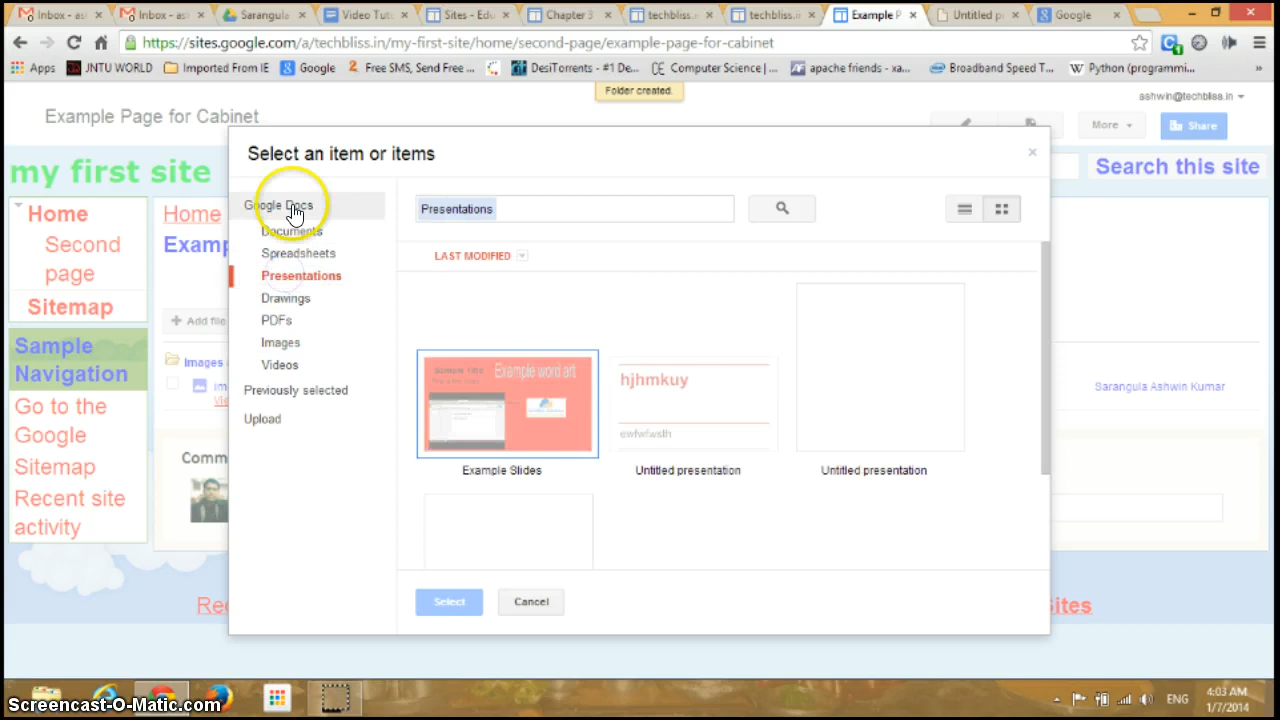 Inbox - as
Inbox - as
Sarangula
Video Tut
Sites - Edu
Chapter 3
techbliss.
techbliss.i
Example P
Untitled p
Google
https://sites.google.com/a/techbliss.in/my-first-site/home/second-page/example-page-for-cabinet
Apps
JNTU WORLD
Imported From IE
Google
Free SMS, Send Free ...
DesiTorrents - #1 De...
Computer Science | ...
apache friends - xa...
Broadband Speed T...
Python (programmi...
»
Folder created.
ashwin@techbliss.in
Example Page for Cabinet
More
Share
my first site
Search this site
Home
Second
page
Sitemap
Sample
Navigation
Go to the
Google
Sitemap
Recent site
activity
Home
Examp
+ Add file
Images
im
Vi
Sarangula Ashwin Kumar
Comm
Select an item or items
×
Google Docs
Documents
Spreadsheets
Presentations
Drawings
PDFs
Images
Videos
Previously selected
Upload
Presentations
LAST MODIFIED
Sample Title
Example word art
hjhmkuy
ewfwfwsth
Example Slides
Untitled presentation
Untitled presentation
Select
Cancel
Re
Sites
Screencast-O-Matic.com
ENG
4:03 AM
1/7/2014